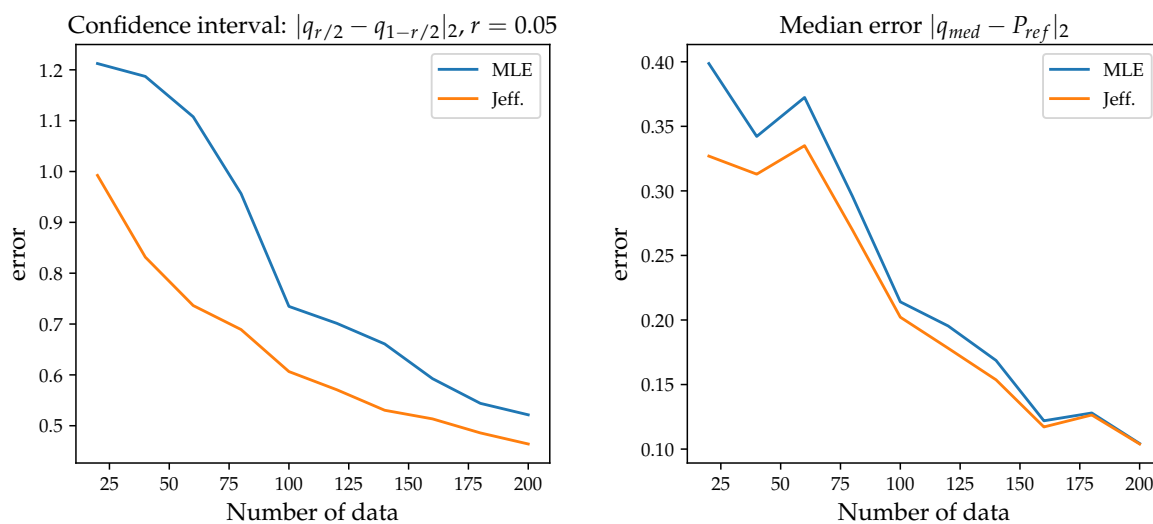 Confidence interval: |q_{r/2} − q_{1−r/2}|_2, r = 0.05
error
1.2
1.1
1.0
0.9
0.8
0.7
0.6
0.5
MLE
Jeff.
25 50 75 100 125 150 175 200
Number of data
Median error |q_{med} − P_{ref}|_2
error
0.40
0.35
0.30
0.25
0.20
0.15
0.10
MLE
Jeff.
25 50 75 100 125 150 175 200
Number of data